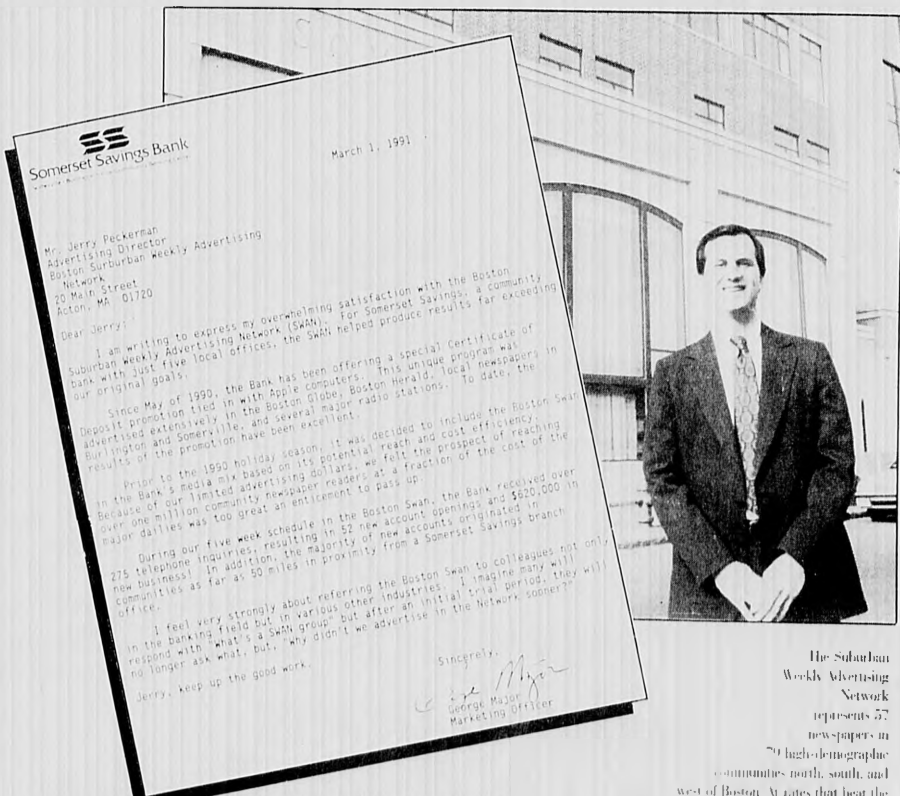 Somerset Savings Bank
March 1, 1991
Mr. Jerry Peckerman
Advertising Director
Boston Surburban Weekly Advertising
Network
20 Main Street
Acton, MA 01720
Dear Jerry:
I am writing to express my overwhelming satisfaction with the Boston
Suburban Weekly Advertising Network (SWAN). For Somerset Savings, a community
bank with just five local offices, the SWAN helped produce results far exceeding
our original goals.
Since May of 1990, the Bank has been offering a special Certificate of
Deposit promotion tied in with Apple computers. This unique program was
advertised extensively in the Boston Globe, Boston Herald, local newspapers in
Burlington and Somerville, and several major radio stations. To date, the
results of the promotion have been excellent.
Prior to the 1990 holiday season, it was decided to include the Boston Swan
in the Bank's media mix based on its potential reach and cost efficiency.
Because of our limited advertising dollars, we felt the prospect of reaching
over one million community newspaper readers at a fraction of the cost of the
major dailies was too great an enticement to pass up.
During our five week schedule in the Boston Swan, the Bank received over
275 telephone inquiries, resulting in 52 new account openings and $620,000 in
new business! In addition, the majority of new accounts originated in
communities as far as 50 miles in proximity from a Somerset Savings branch
office.
I feel very strongly about referring the Boston Swan to colleagues not only
in the banking field but in various other industries. I imagine many will
respond with "What's a SWAN group" but after an initial trial period, they will
no longer ask what, but, "Why didn't we advertise in the Network sooner?"
Jerry, keep up the good work.
Sincerely,
George Major
George Major
Marketing Officer
The Suburban
Weekly Advertising
Network
represents 57
newspapers in
79 high-demographic
communities north, south, and
west of Boston. At rates that beat the